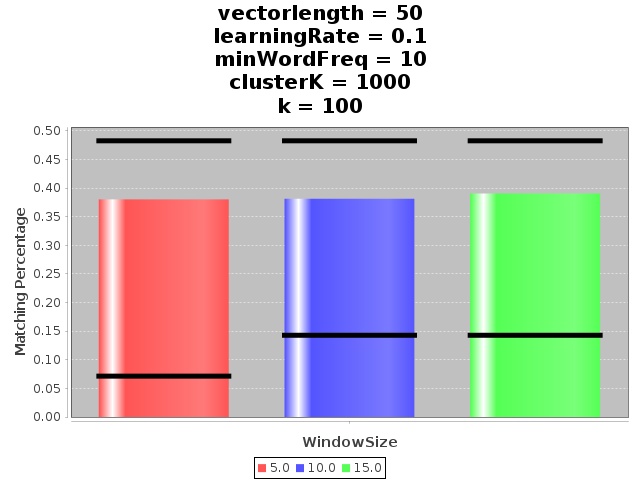 vectorlength = 50
learningRate = 0.1
minWordFreq = 10
clusterK = 1000
k = 100
0.50
0.45
0.40
0.35
0.30
0.25
0.20
0.15
0.10
0.05
0.00
Matching Percentage
WindowSize
5.0 10.0 15.0